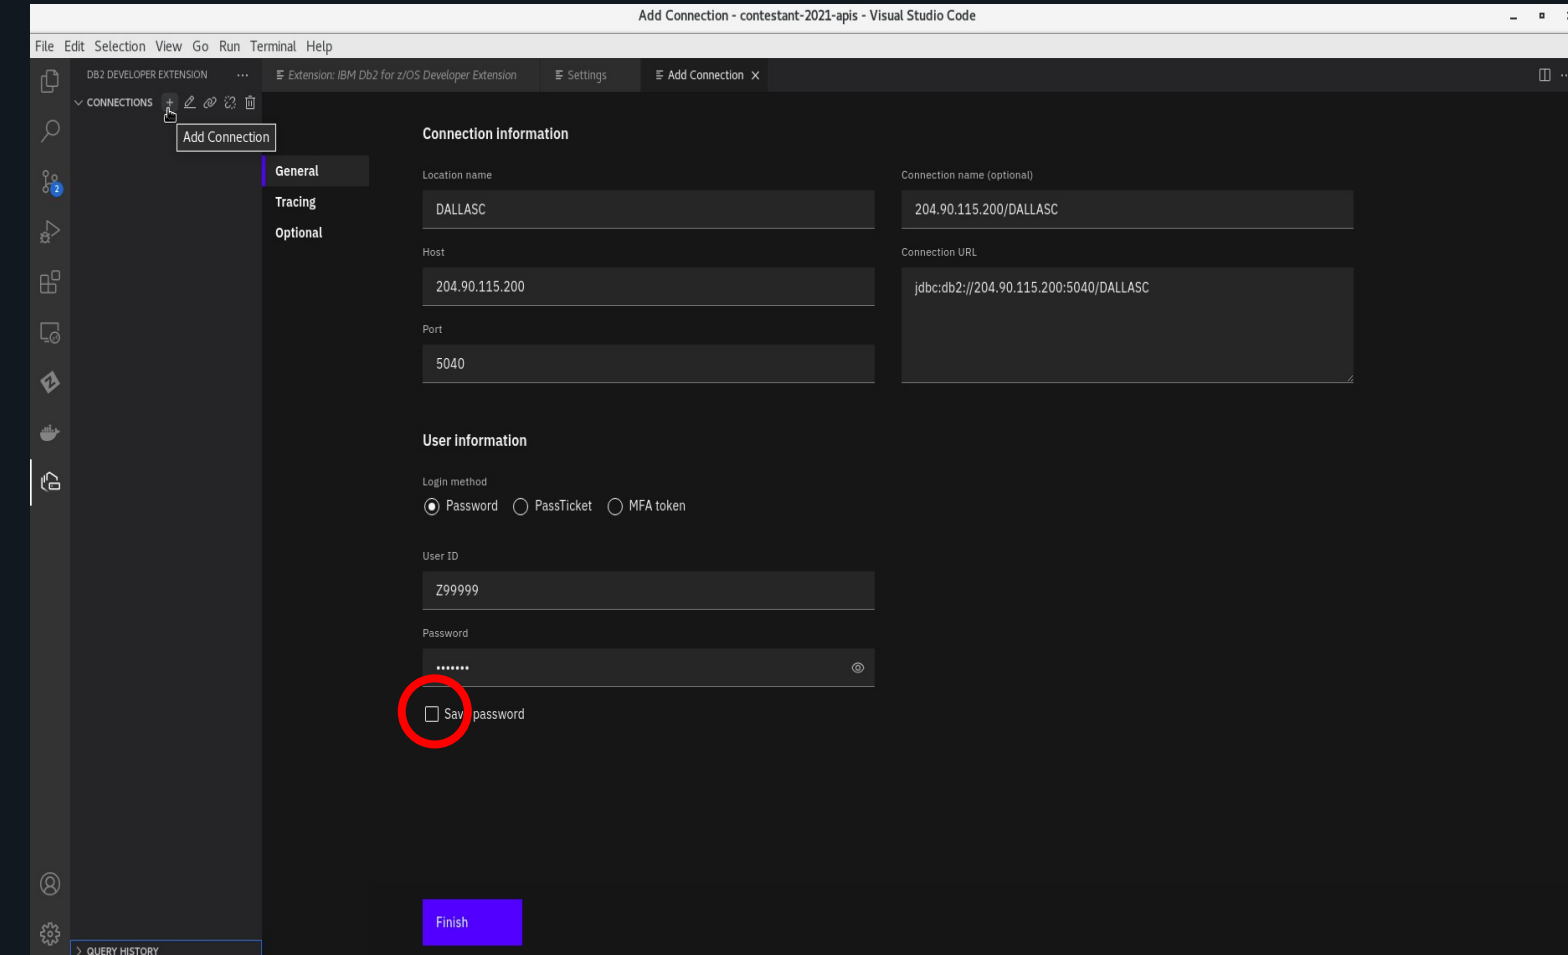 Add Connection - contestant-2021-apis - Visual Studio Code
File Edit Selection View Go Run Terminal Help
DB2 DEVELOPER EXTENSION
Extension: IBM Db2 for z/OS Developer Extension
Settings
Add Connection
CONNECTIONS
Add Connection
General
Tracing
Optional
Connection information
Location name
DALLASC
Connection name (optional)
204.90.115.200/DALLASC
Host
204.90.115.200
Connection URL
jdbc:db2://204.90.115.200:5040/DALLASC
Port
5040
2
User information
Login method
Password PassTicket MFA token
User ID
Z99999
Password
•••••••
Save password
Finish
QUERY HISTORY